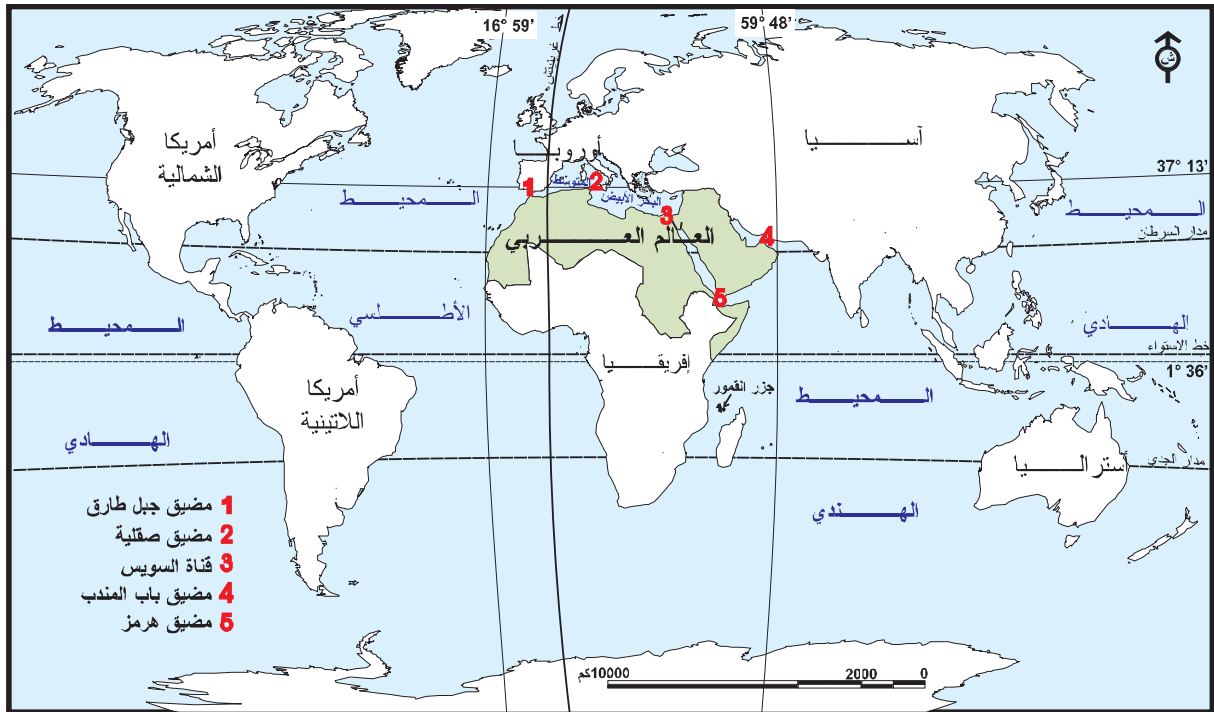 16° 59’
59° 48’
خط غرينيتش
ش
أمريكا
الشمالية
آسيا
أوروبا
37° 13’
1
2
المتوسط
البحر الأبيض
3
المحيط
المحيط
مدار السرطان
العالم العربي
4
5
المحيط
الأطلسي
الهادي
خط الاستواء
1° 36’
إفريقيا
أمريكا
اللاتينية
جزر القمور
المحيط
الهادي
أستراليا
مدار الجدي
الهندي
1 مضيق جبل طارق
2 مضيق صقلية
3 قناة السويس
4 مضيق باب المندب
5 مضيق هرمز
0 2000 10000كم